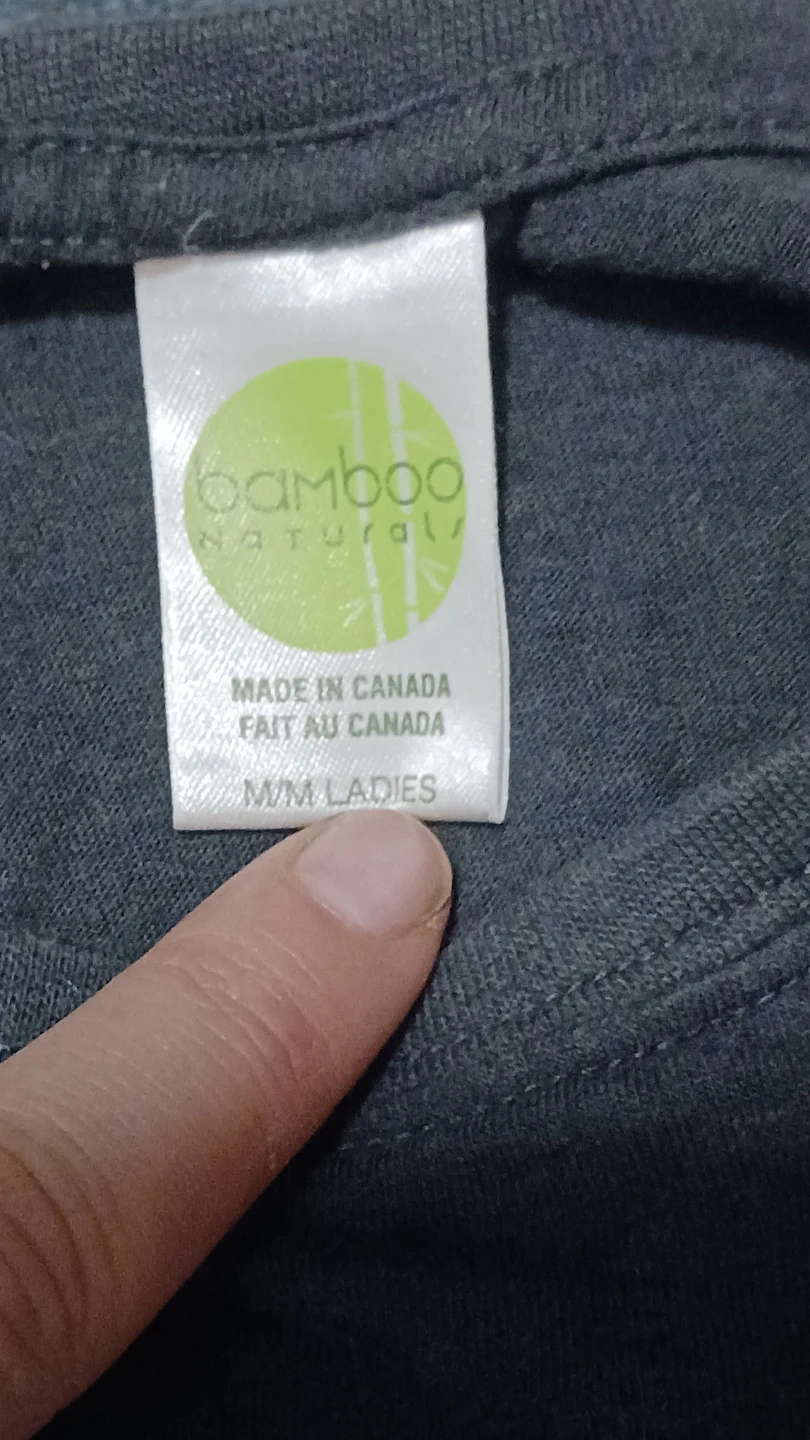 bamboo
naturals
MADE IN CANADA
FAIT AU CANADA
M/M LADIES